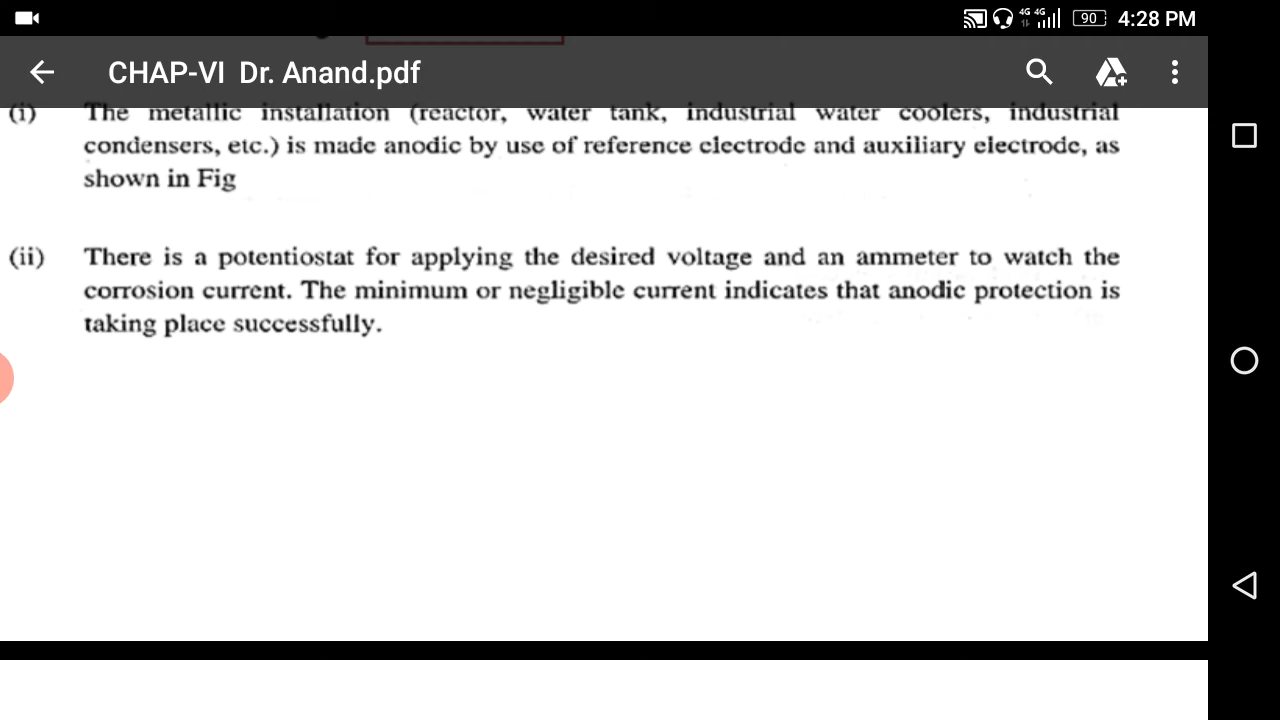 4G 4G 90 4:28 PM
CHAP-VI Dr. Anand.pdf
(i) The metallic installation (reactor, water tank, industrial water coolers, industrial
condensers, etc.) is made anodic by use of reference electrode and auxiliary electrode, as
shown in Fig
(ii) There is a potentiostat for applying the desired voltage and an ammeter to watch the
corrosion current. The minimum or negligible current indicates that anodic protection is
taking place successfully.